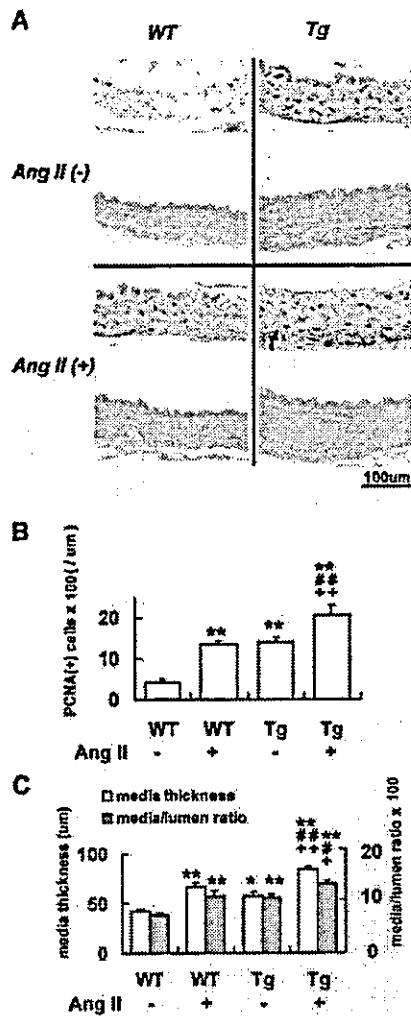 A
WT Tg
Ang II (-)
Ang II (+)
100um
B
PCNA(+) cells x 100( / um)
20
10
0
** ** ** ## ++
WT WT Tg Tg
Ang II - + - +
C
media thickness
media/lumen ratio
media thickness (um)
100
50
0
** ** * ** ** ## ++ ** # +
media/lumen ratio x 100
20
10
0
WT WT Tg Tg
Ang II - + - +